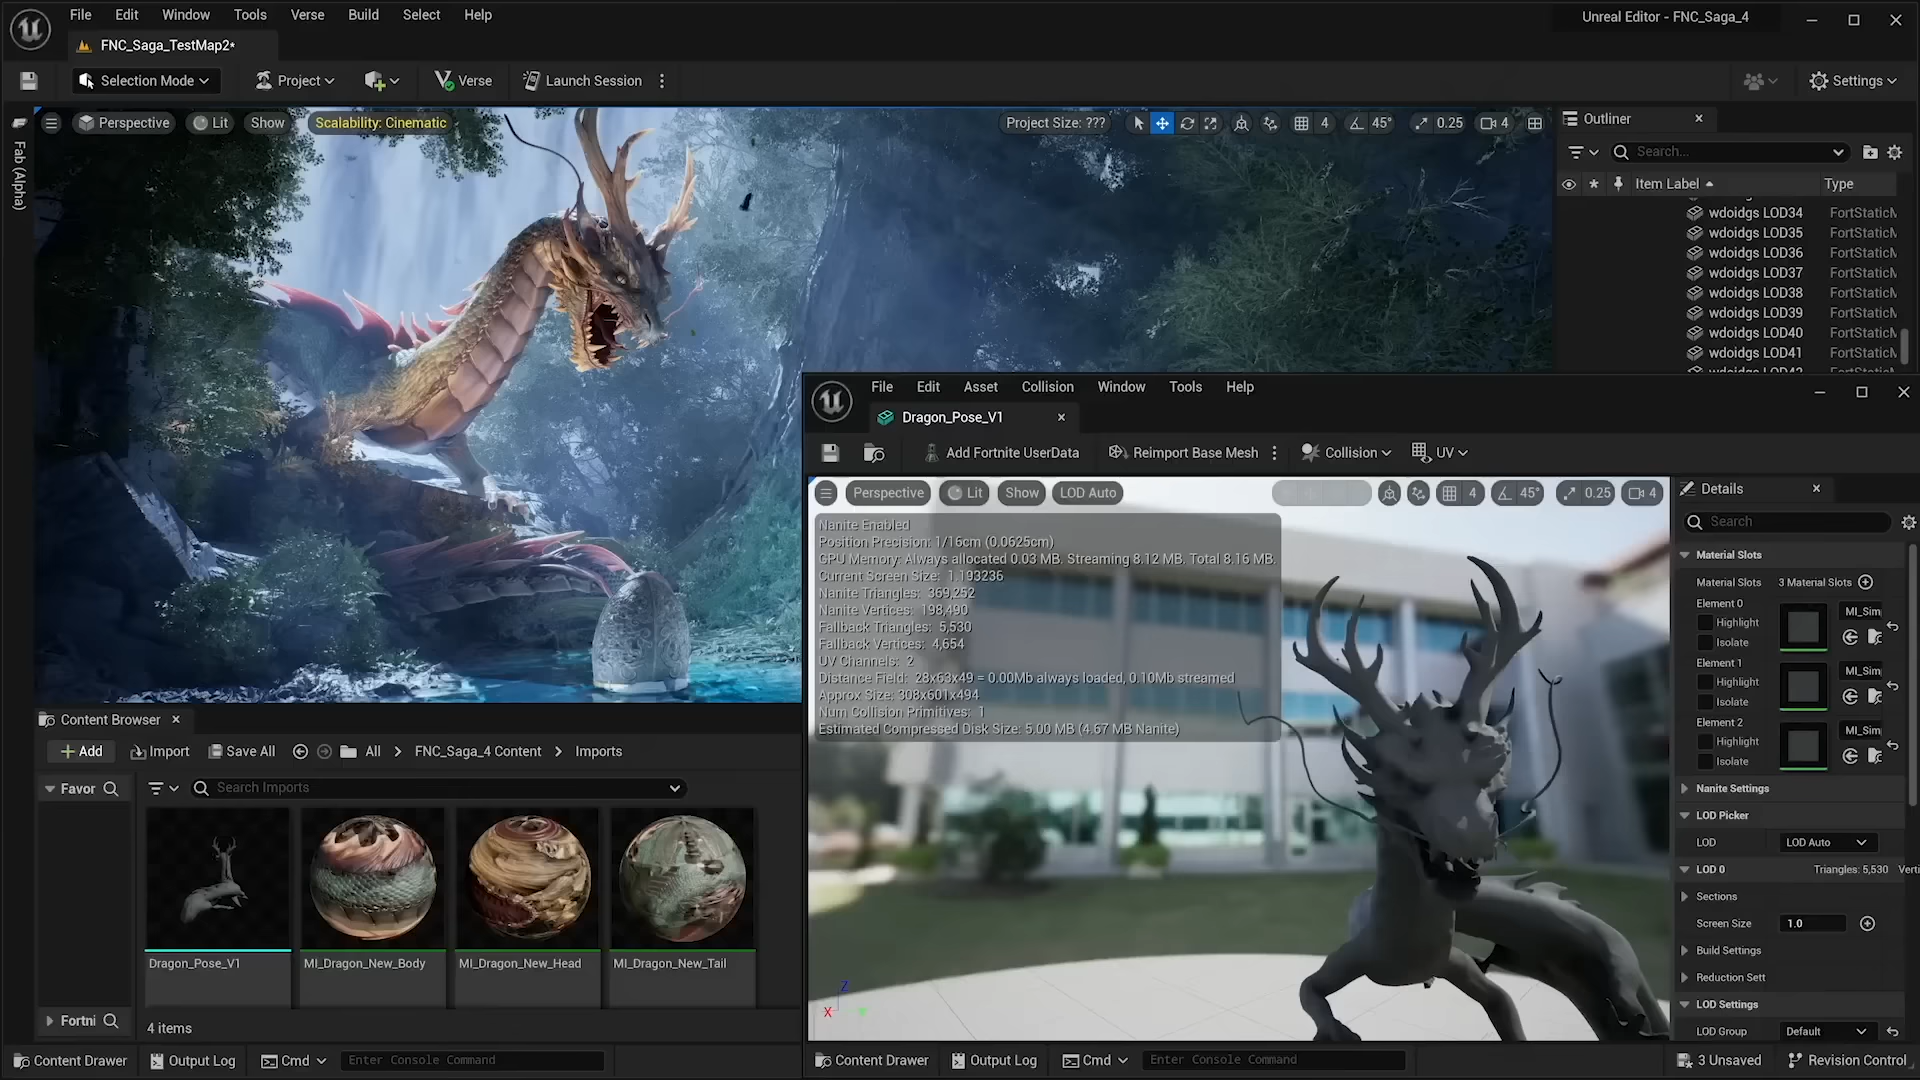 File Edit Window Tools Verse Build Select Help
Unreal Editor - FNC_Saga_4
FNC_Saga_TestMap2*
Selection Mode
Project
Verse
Launch Session
Settings
Fab (Alpha)
Perspective
Lit
Show
Scalability: Cinematic
Project Size: ???
4
45°
0.25
4
Outliner
Search...
Item Label
Type
wdoidgs LOD34 FortStaticM
wdoidgs LOD35 FortStaticM
wdoidgs LOD36 FortStaticM
wdoidgs LOD37 FortStaticM
wdoidgs LOD38 FortStaticM
wdoidgs LOD39 FortStaticM
wdoidgs LOD40 FortStaticM
wdoidgs LOD41 FortStaticM
File Edit Asset Collision Window Tools Help
Dragon_Pose_V1
Add Fortnite UserData
Reimport Base Mesh
Collision
UV
Perspective
Lit
Show
LOD Auto
4
45°
0.25
4
Nanite Enabled
Position Precision: 1/16cm (0.0625cm)
GPU Memory: Always allocated 0.03 MB. Streaming 8.12 MB. Total 8.16 MB.
Current Screen Size: 1.193236
Nanite Triangles: 369,252
Nanite Vertices: 198,490
Fallback Triangles: 5,530
Fallback Vertices: 4,654
UV Channels: 2
Distance Field: 28x63x49 = 0.00Mb always loaded, 0.10Mb streamed
Approx Size: 308x601x494
Num Collision Primitives: 1
Estimated Compressed Disk Size: 5.00 MB (4.67 MB Nanite)
X
Z
Details
Search
Material Slots
Material Slots 3 Material Slots
Element 0
Highlight
Isolate
MI_Sim
Element 1
Highlight
Isolate
MI_Sim
Element 2
Highlight
Isolate
MI_Sim
Nanite Settings
LOD Picker
LOD LOD Auto
LOD 0 Triangles: 5,530 Verti
Sections
Screen Size 1.0
Build Settings
Reduction Sett
LOD Settings
LOD Group Default
Content Browser
Add
Import
Save All
All > FNC_Saga_4 Content > Imports
Favor
Search Imports
Dragon_Pose_V1
MI_Dragon_New_Body
MI_Dragon_New_Head
MI_Dragon_New_Tail
Fortni
4 items
Content Drawer
Output Log
Cmd
Enter Console Command
Content Drawer
Output Log
Cmd
Enter Console Command
3 Unsaved
Revision Control